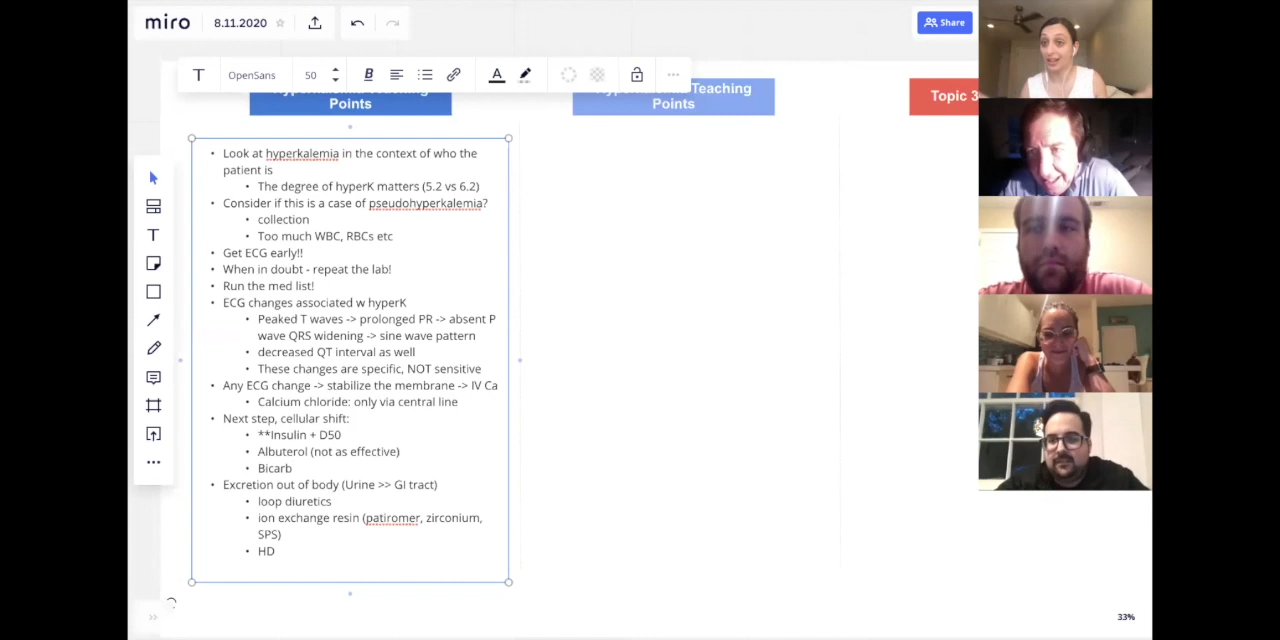 miro
8.11.2020
Share
OpenSans
50
B
A
Teaching
Points
Teaching
Points
Topic 3
• Look at hyperkalemia in the context of who the
patient is
• The degree of hyperK matters (5.2 vs 6.2)
• Consider if this is a case of pseudohyperkalemia?
• collection
• Too much WBC, RBCs etc
• Get ECG early!!
• When in doubt - repeat the lab!
• Run the med list!
• ECG changes associated w hyperK
• Peaked T waves -> prolonged PR -> absent P
wave QRS widening -> sine wave pattern
• decreased QT interval as well
• These changes are specific, NOT sensitive
• Any ECG change -> stabilize the membrane -> IV Ca
• Calcium chloride: only via central line
• Next step, cellular shift:
• **Insulin + D50
• Albuterol (not as effective)
• Bicarb
• Excretion out of body (Urine >> GI tract)
• loop diuretics
• ion exchange resin (patiromer, zirconium,
SPS)
• HD
33%